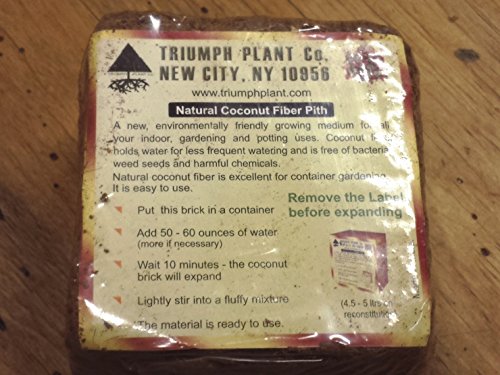 TRIUMPH PLANT Co.
NEW CITY, NY 10956
www.triumphplant.com
Natural Coconut Fiber Pith
A new, environmentally friendly growing medium for all
your indoor, gardening and potting uses. Coconut
holds water for less frequent watering and is free of bacteria
weed seeds and harmful chemicals.
Natural coconut fiber is excellent for container gardening.
It is easy to use.
Remove the Label
before expanding
Put this brick in a container
Add 50 - 60 ounces of water
(more if necessary)
Wait 10 minutes - the coconut
brick will expand
Lightly stir into a fluffy mixture
The material is ready to use.
(4.5 - 5 ltrs on
reconstitution)